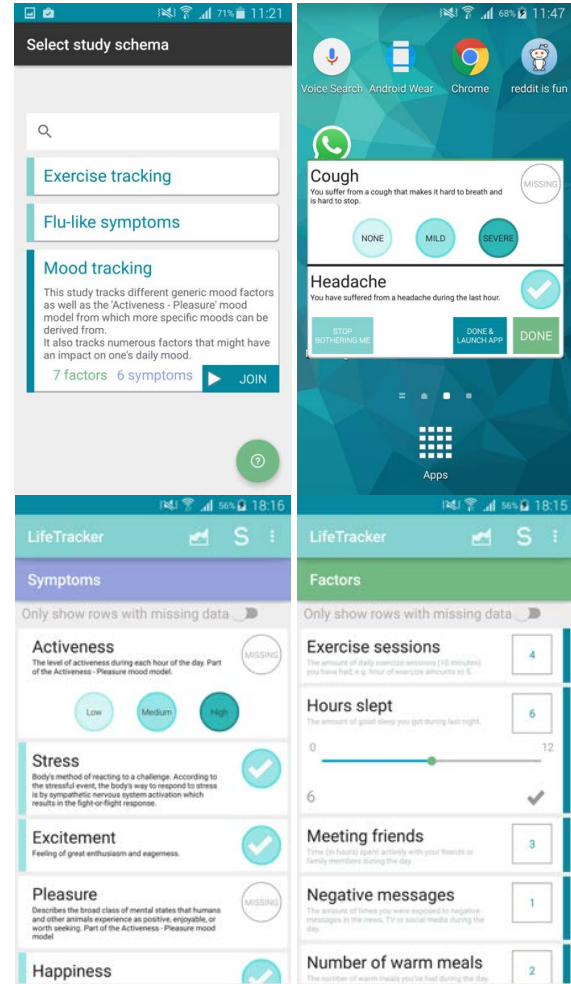 71% 11:21
Select study schema
Exercise tracking
Flu-like symptoms
Mood tracking
This study tracks different generic mood factors
as well as the 'Activeness - Pleasure' mood
model from which more specific moods can be
derived from.
It also tracks numerous factors that might have
an impact on one's daily mood.
7 factors 6 symptoms JOIN
68% 11:47
Voice Search Android Wear Chrome reddit is fun
Cough
You suffer from a cough that makes it hard to breath and
is hard to stop.
MISSING
NONE MILD SEVERE
Headache
You have suffered from a headache during the last hour.
STOP
BOTHERING ME
DONE &
LAUNCH APP
DONE
Apps
56% 18:16
LifeTracker S
Symptoms
Only show rows with missing data
Activeness
The level of activeness during each hour of the day. Part
of the Activeness - Pleasure mood model.
MISSING
Low Medium High
Stress
Body's method of reacting to a challenge. According to
the stressful event, the body's way to respond to stress
is by sympathetic nervous system activation which
results in the fight-or-flight response.
Excitement
Feeling of great enthusiasm and eagerness.
Pleasure
Describes the broad class of mental states that humans
and other animals experience as positive, enjoyable, or
worth seeking. Part of the Activeness - Pleasure mood
model
MISSING
Happiness
56% 18:15
LifeTracker S
Factors
Only show rows with missing data
Exercise sessions 4
The amount of daily exercize sessions (10 minutes)
you have had; e.g. hour of exercize amounts to 6.
Hours slept 6
The amount of good sleep you got during last night.
0 12
6
Meeting friends 3
Time (in hours) spent actively with your friends or
family members during the day.
Negative messages 1
The amount of times you were exposed to negative
messages in the news, TV or social media during the
day.
Number of warm meals 2
The number of warm meals you've had during the day.